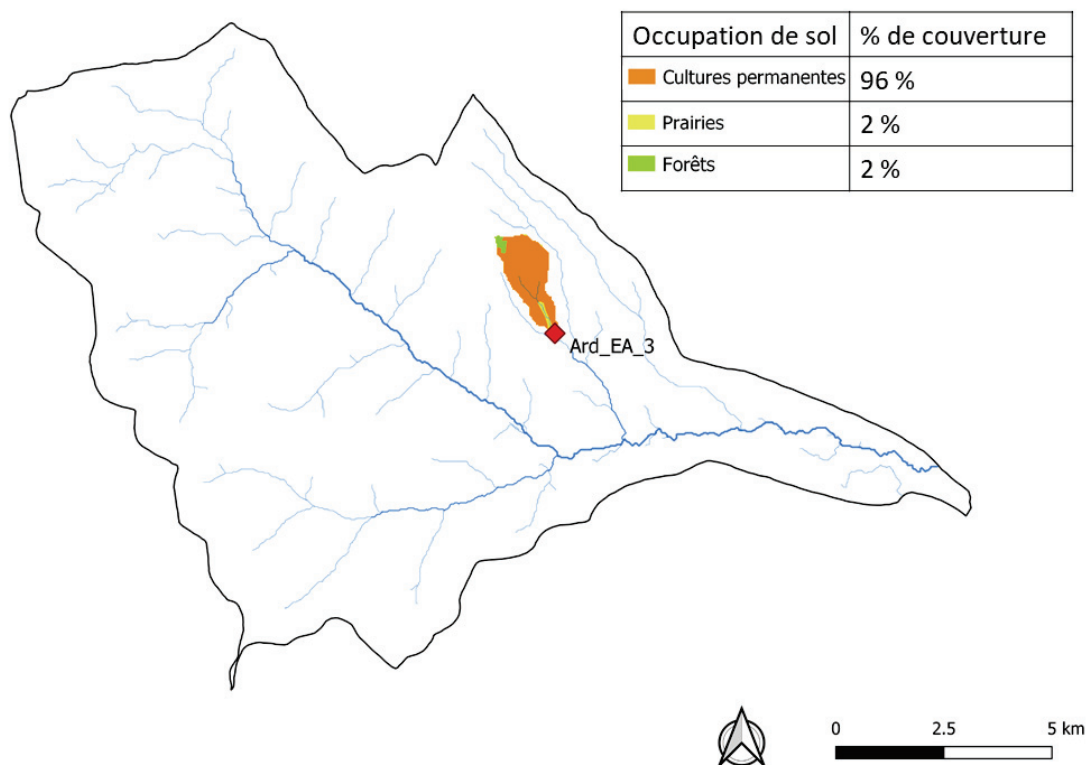 Occupation de sol % de couverture
Cultures permanentes 96 %
Prairies 2 %
Forêts 2 %
Ard_EA_3
0 2.5 5 km